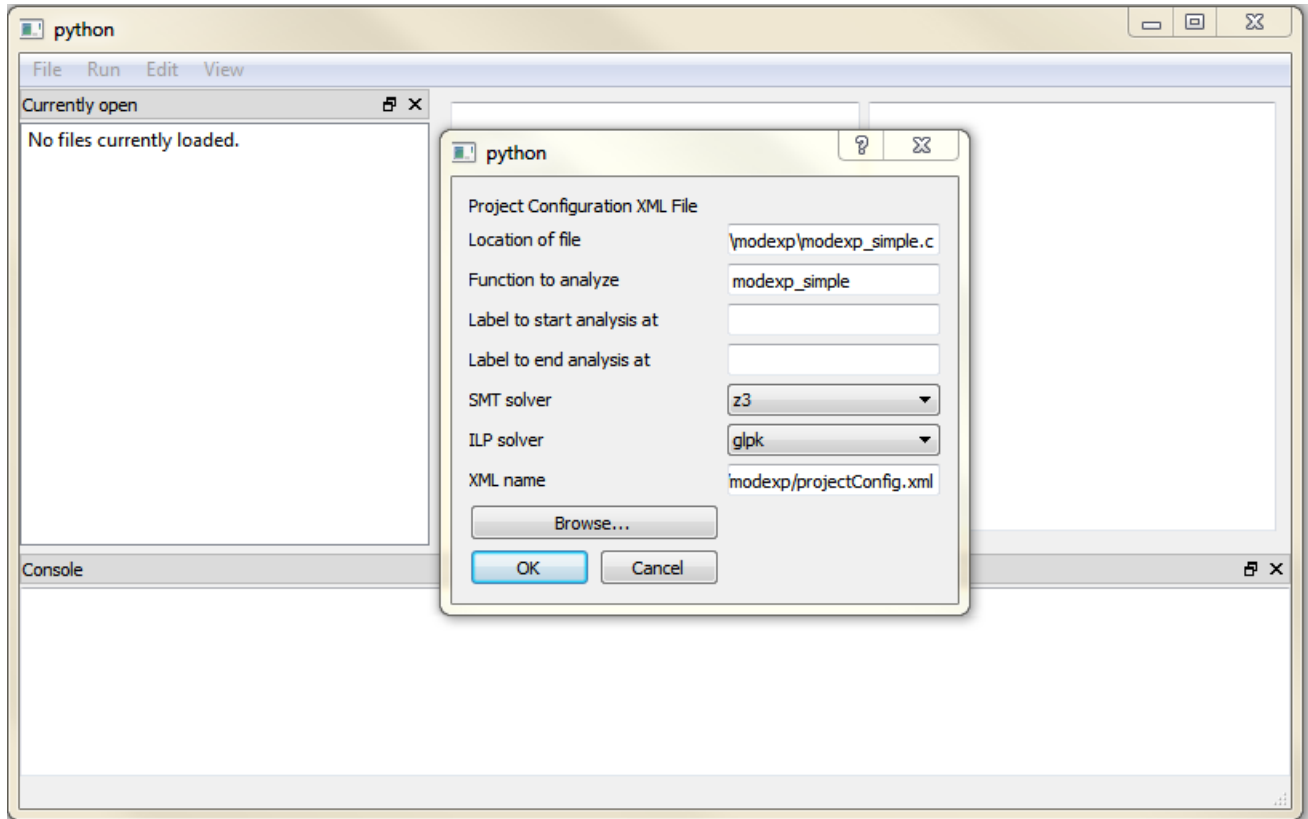 python
File Run Edit View
Currently open
No files currently loaded.
python
Project Configuration XML File
Location of file \modexp\modexp_simple.c
Function to analyze modexp_simple
Label to start analysis at
Label to end analysis at
SMT solver z3
ILP solver glpk
XML name modexp/projectConfig.xml
Browse...
OK Cancel
Console